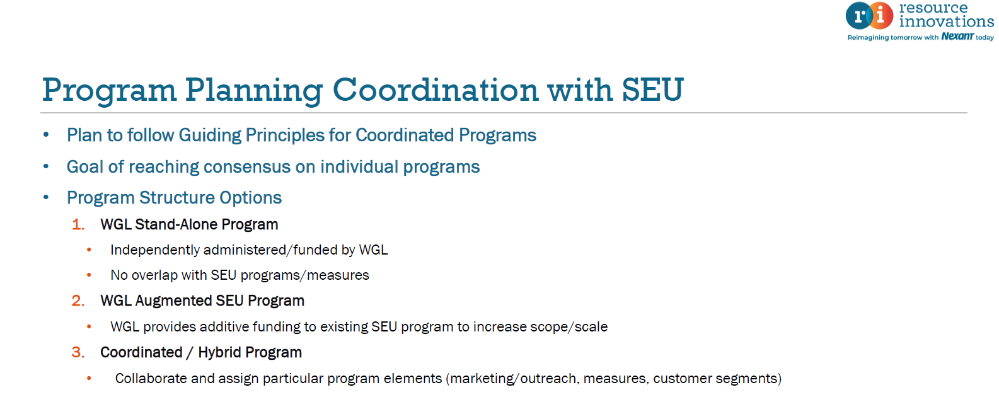 ri resource
innovations
Reimagining tomorrow with Nexant today
Program Planning Coordination with SEU
• Plan to follow Guiding Principles for Coordinated Programs
• Goal of reaching consensus on individual programs
• Program Structure Options
1. WGL Stand-Alone Program
• Independently administered/funded by WGL
• No overlap with SEU programs/measures
2. WGL Augmented SEU Program
• WGL provides additive funding to existing SEU program to increase scope/scale
3. Coordinated / Hybrid Program
• Collaborate and assign particular program elements (marketing/outreach, measures, customer segments)